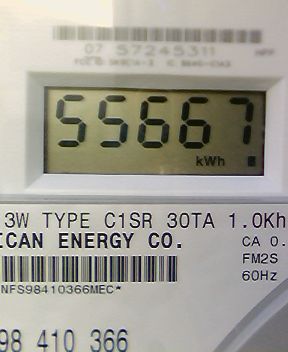 07 57245311
55667
kWh
3W TYPE C1SR 30TA 1.0Kh
ICAN ENERGY CO.
CA 0.
FM2S
60Hz
NFS98410366MEC*
98 410 366